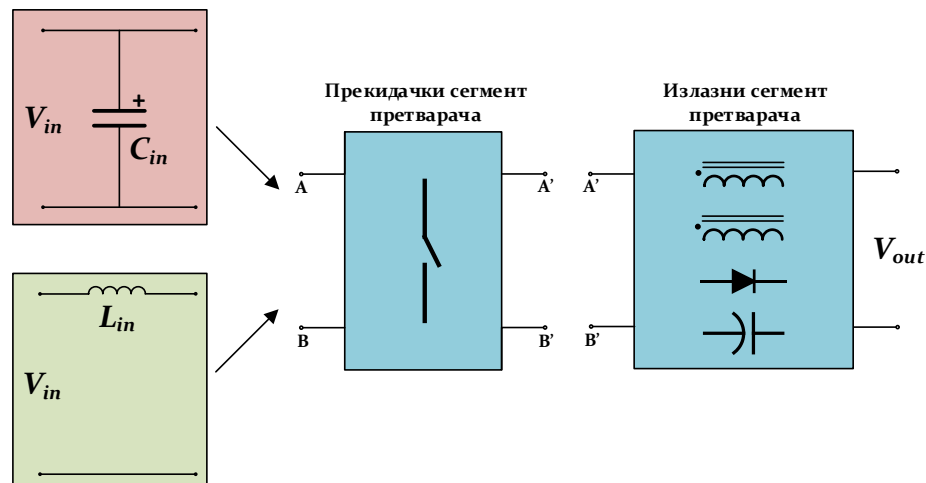 V_in
+
C_in
L_in
V_in
Прекидачки сегмент
претварача
A
A'
B
B'
Излазни сегмент
претварача
A'
B'
V_out